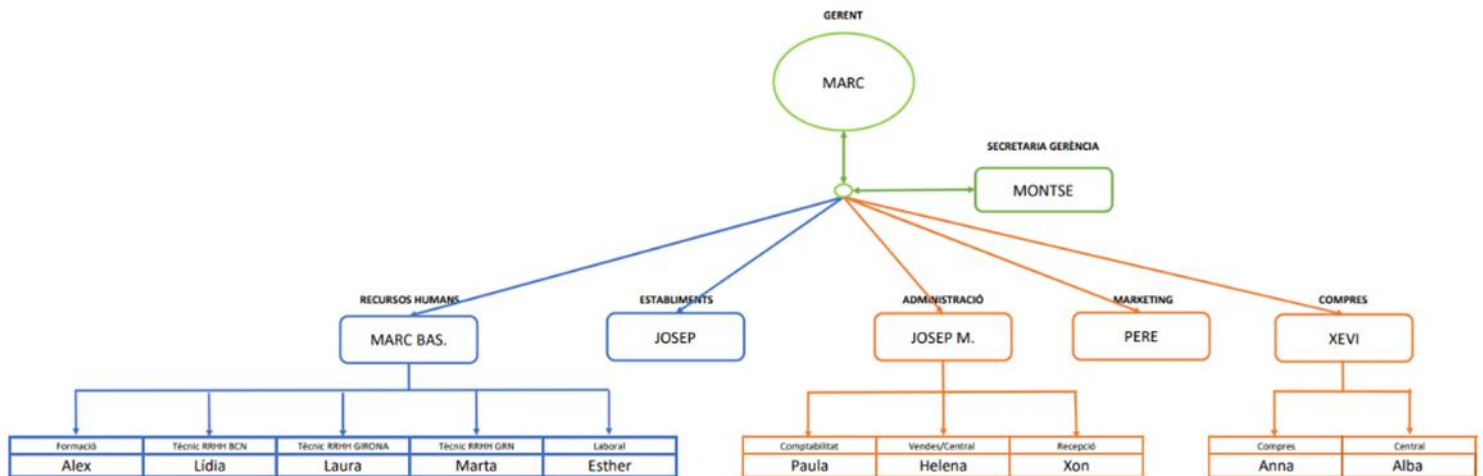 GERENT
MARC
SECRETARIA GERÈNCIA
MONTSE
RECURSOS HUMANS
ESTABLIMENTS
ADMINISTRACIÓ
MARKETING
COMPRES
MARC BAS.
JOSEP
JOSEP M.
PERE
XEVI
Formació
Tècnic RRHH BCN
Tècnic RRHH GIRONA
Tècnic RRHH GRN
Laboral
Comptabilitat
Vendes/Central
Recepció
Compres
Central
Alex
Lídia
Laura
Marta
Esther
Paula
Helena
Xon
Anna
Alba